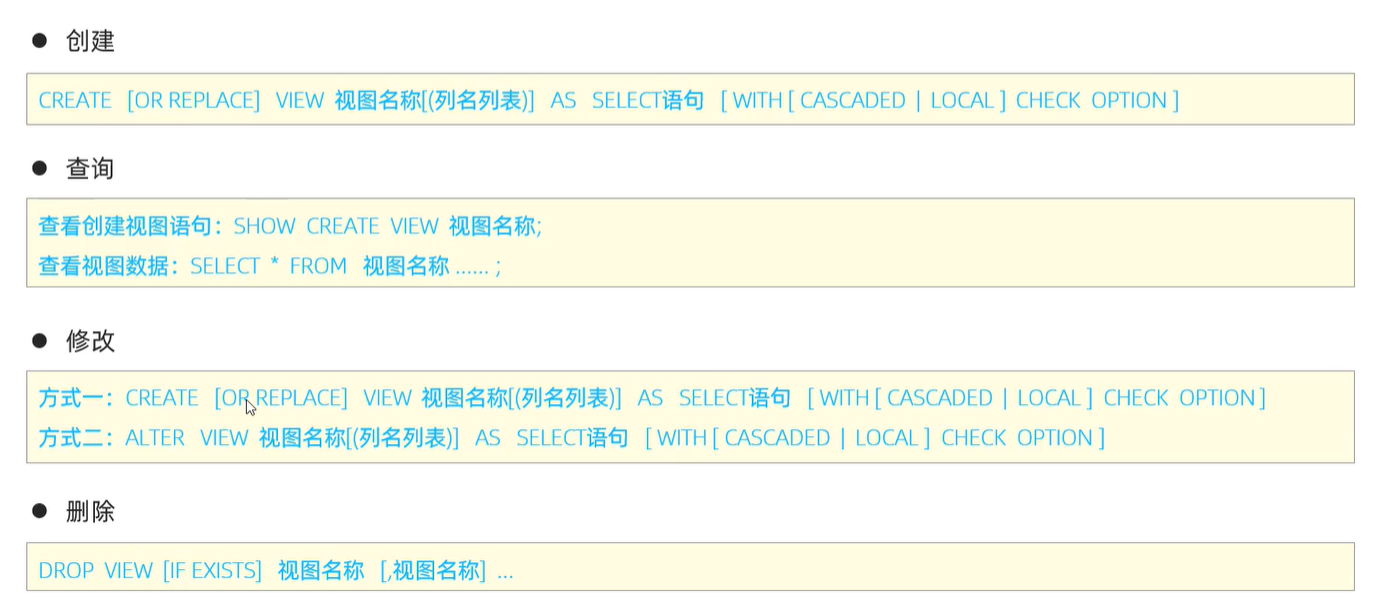 ● 创建
CREATE [OR REPLACE] VIEW 视图名称[(列名列表)] AS SELECT语句 [ WITH [ CASCADED | LOCAL ] CHECK OPTION ]
● 查询
查看创建视图语句：SHOW CREATE VIEW 视图名称;
查看视图数据：SELECT * FROM 视图名称 ...... ;
● 修改
方式一：CREATE [OR REPLACE] VIEW 视图名称[(列名列表)] AS SELECT语句 [ WITH [ CASCADED | LOCAL ] CHECK OPTION ]
方式二：ALTER VIEW 视图名称[(列名列表)] AS SELECT语句 [ WITH [ CASCADED | LOCAL ] CHECK OPTION ]
● 删除
DROP VIEW [IF EXISTS] 视图名称 [,视图名称] ...